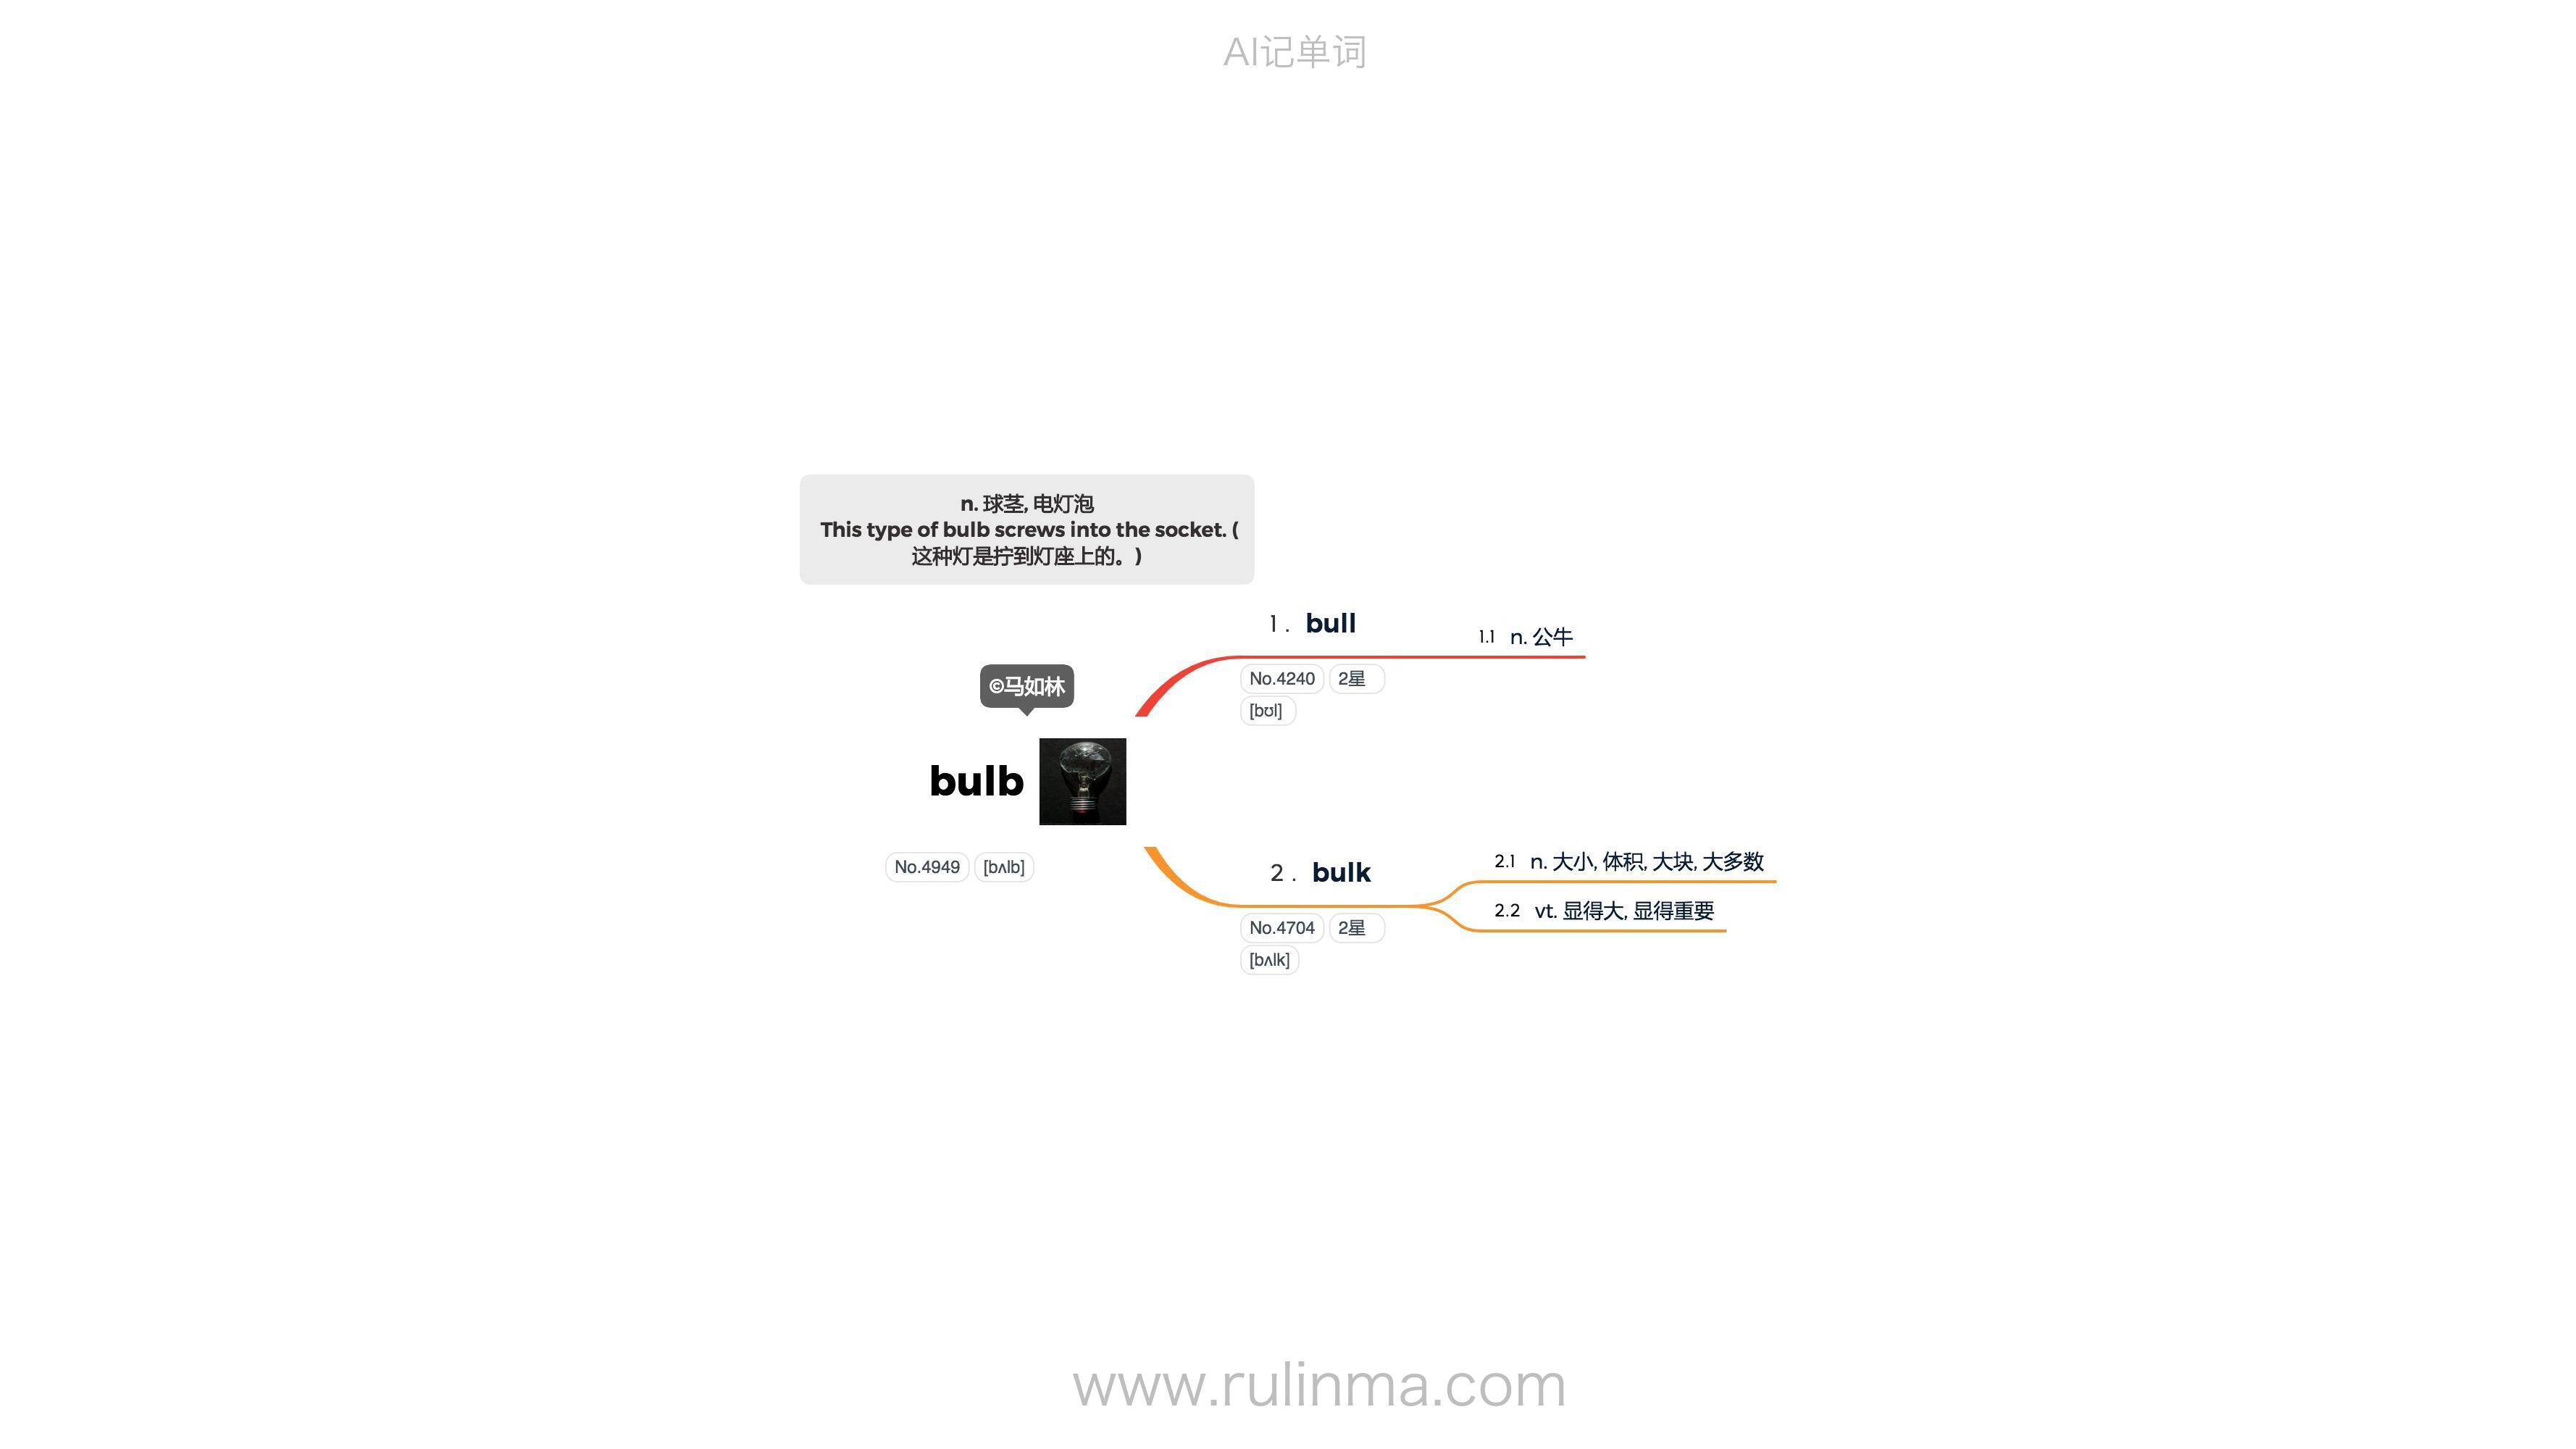 AI记单词
n. 球茎, 电灯泡
This type of bulb screws into the socket. (
这种灯是拧到灯座上的。)
©马如林
bulb
No.4949 [bʌlb]
1 . bull
No.4240 2星
[bʊl]
1.1 n. 公牛
2 . bulk
No.4704 2星
[bʌlk]
2.1 n. 大小, 体积, 大块, 大多数
2.2 vt. 显得大, 显得重要
www.rulinma.com